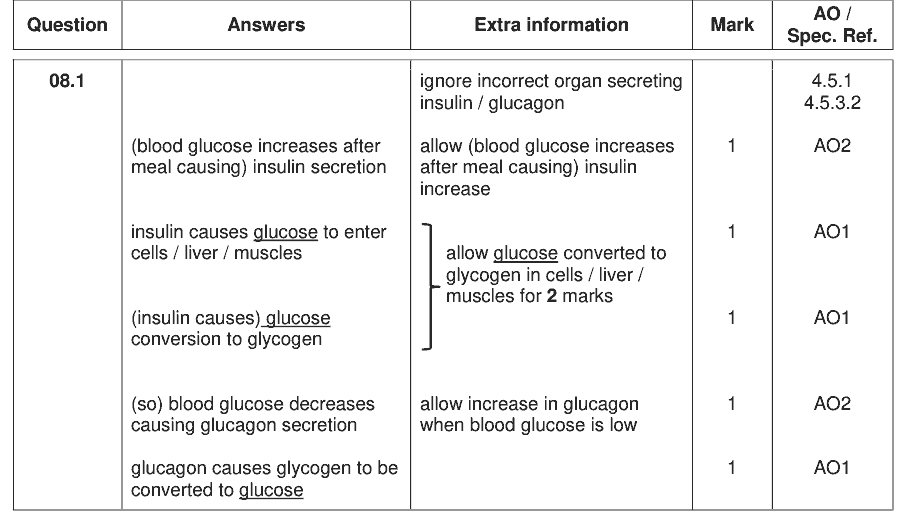 Question Answers Extra information Mark AO / Spec. Ref.
08.1 ignore incorrect organ secreting 4.5.1
insulin / glucagon 4.5.3.2
(blood glucose increases after allow (blood glucose increases 1 AO2
meal causing) insulin secretion after meal causing) insulin
increase
insulin causes glucose to enter 1 AO1
cells / liver / muscles allow glucose converted to
glycogen in cells / liver /
muscles for 2 marks
(insulin causes) glucose 1 AO1
conversion to glycogen
(so) blood glucose decreases allow increase in glucagon 1 AO2
causing glucagon secretion when blood glucose is low
glucagon causes glycogen to be 1 AO1
converted to glucose